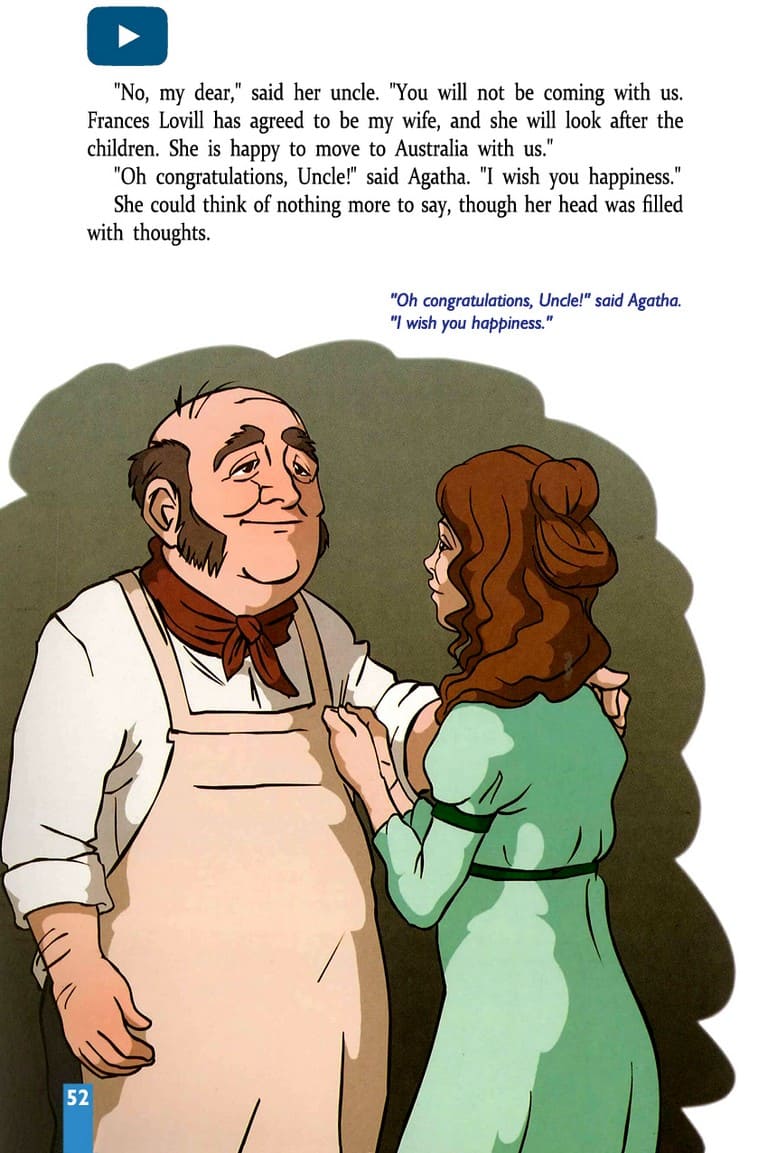 "No, my dear," said her uncle. "You will not be coming with us.
Frances Lovill has agreed to be my wife, and she will look after the
children. She is happy to move to Australia with us."
"Oh congratulations, Uncle!" said Agatha. "I wish you happiness."
She could think of nothing more to say, though her head was filled
with thoughts.
"Oh congratulations, Uncle!" said Agatha.
"I wish you happiness."
52